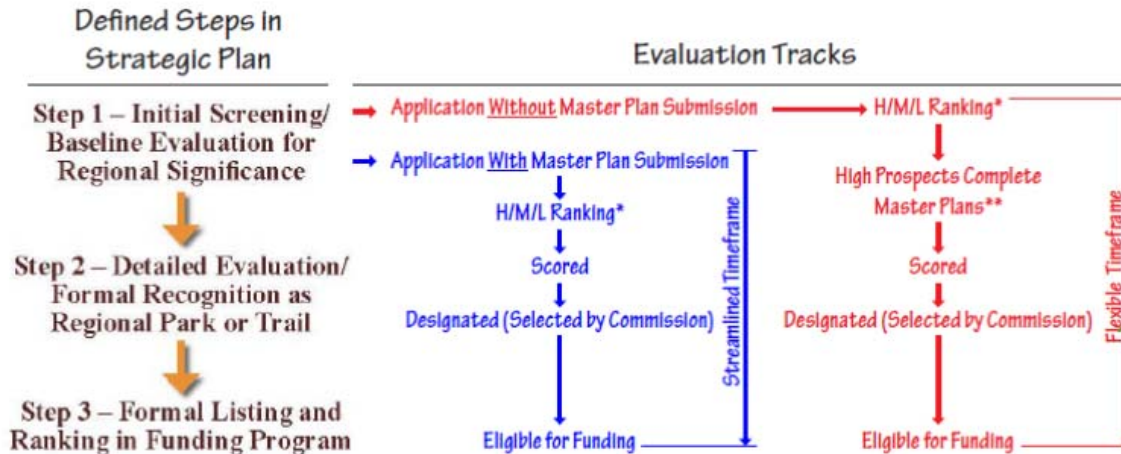 Defined Steps in
Strategic Plan
Evaluation Tracks
Step 1 – Initial Screening/
Baseline Evaluation for
Regional Significance
Step 2 – Detailed Evaluation/
Formal Recognition as
Regional Park or Trail
Step 3 – Formal Listing and
Ranking in Funding Program
Application Without Master Plan Submission
H/M/L Ranking*
High Prospects Complete
Master Plans**
Scored
Designated (Selected by Commission)
Eligible for Funding
Flexible Timeframe
Application With Master Plan Submission
H/M/L Ranking*
Scored
Designated (Selected by Commission)
Eligible for Funding
Streamlined Timeframe